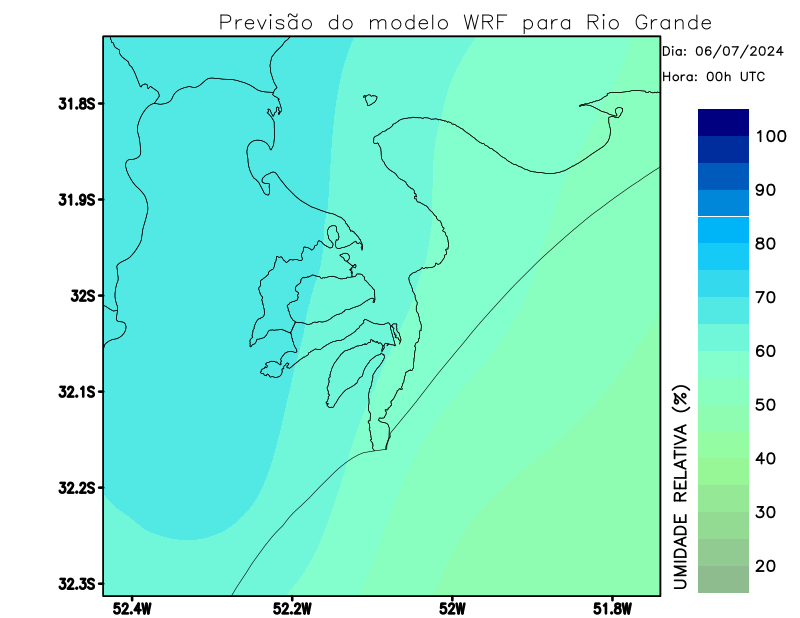 Previsão do modelo WRF para Rio Grande
Dia: 06/07/2024
Hora: 00h UTC
31.8S
31.9S
32S
32.1S
32.2S
32.3S
52.4W
52.2W
52W
51.8W
UMIDADE RELATIVA (%)
100
90
80
70
60
50
40
30
20